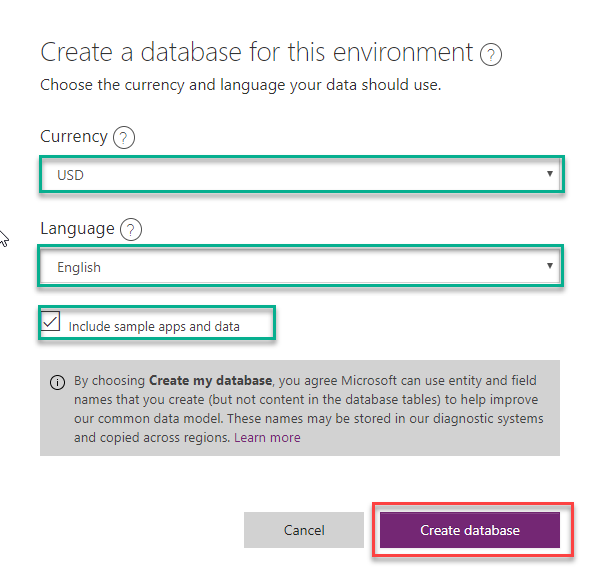 Create a database for this environment ?
Choose the currency and language your data should use.
Currency ?
USD
Language ?
English
Include sample apps and data
By choosing Create my database, you agree Microsoft can use entity and field
names that you create (but not content in the database tables) to help improve
our common data model. These names may be stored in our diagnostic systems
and copied across regions. Learn more
Cancel
Create database